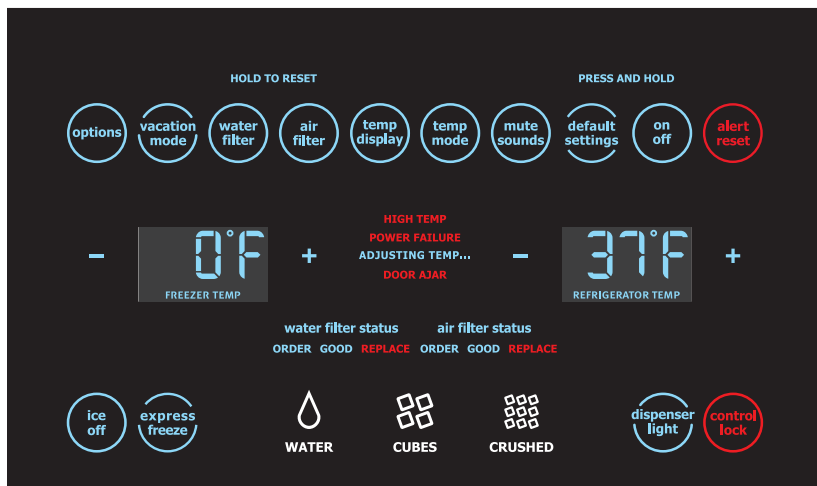 HOLD TO RESET
PRESS AND HOLD
options
vacation
mode
water
filter
air
filter
temp
display
temp
mode
mute
sounds
default
settings
on
off
alert
reset
HIGH TEMP
POWER FAILURE
ADJUSTING TEMP...
DOOR AJAR
- 0°F +
FREEZER TEMP
- 37°F +
REFRIGERATOR TEMP
water filter status
ORDER GOOD REPLACE
air filter status
ORDER GOOD REPLACE
ice
off
express
freeze
WATER
CUBES
CRUSHED
dispenser
light
control
lock